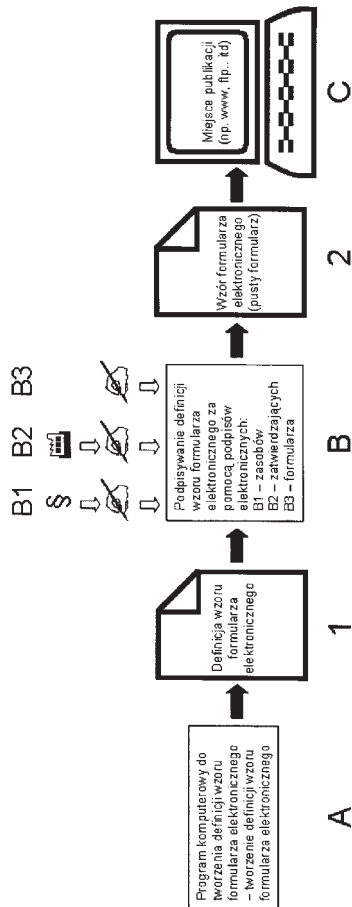 Program komputerowy do
tworzenia definicji wzoru
formularza elektronicznego
– tworzenie definicji wzoru
formularza elektronicznego
A
Definicja wzoru
formularza
elektronicznego
1
B1
B2
B3
§
Podpisywanie definicji
wzoru formularza
elektronicznego za
pomocą podpisów
elektronicznych:
B1 – zasobów
B2 – zatwierdzających
B3 – formularza
B
Wzór formularza
elektronicznego
(pusty formularz)
2
Miejsce publikacji
(np. www, ftp.. itd)
C